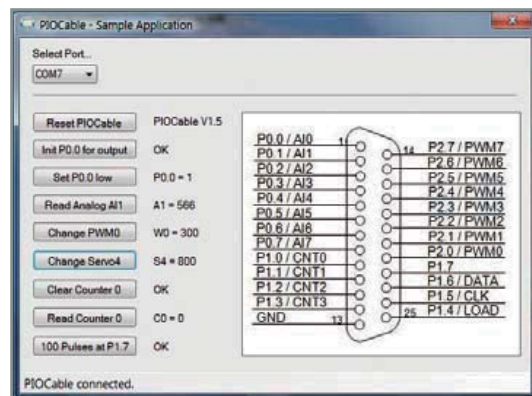 PIOCable - Sample Application
Select Port...
COM7
Reset PIOCable PIOCable V1.5
Init P0.0 for output OK
Set P0.0 low P0.0 = 1
Read Analog AI1 A1 = 566
Change PWM0 W0 = 300
Change Servo4 S4 = 800
Clear Counter 0 OK
Read Counter 0 C0 = 0
100 Pulses at P1.7 OK
P0.0 / AI0 1
P0.1 / AI1
P0.2 / AI2
P0.3 / AI3
P0.4 / AI4
P0.5 / AI5
P0.6 / AI6
P0.7 / AI7
P1.0 / CNT0
P1.1 / CNT1
P1.2 / CNT2
P1.3 / CNT3
GND 13
14 P2.7 / PWM7
P2.6 / PWM6
P2.5 / PWM5
P2.4 / PWM4
P2.3 / PWM3
P2.2 / PWM2
P2.1 / PWM1
P2.0 / PWM0
P1.7
P1.6 / DATA
P1.5 / CLK
25 P1.4 / LOAD
PIOCable connected.